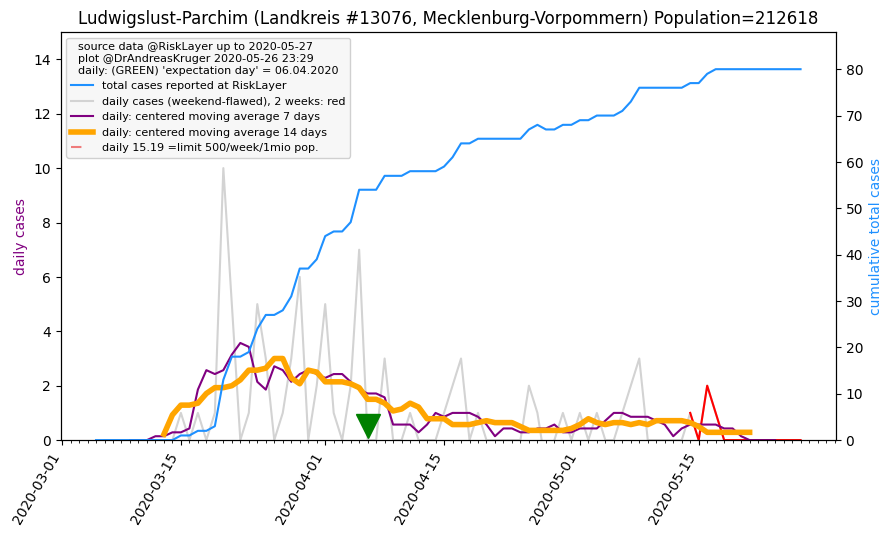 Ludwigslust-Parchim (Landkreis #13076, Mecklenburg-Vorpommern) Population=212618
source data @RiskLayer up to 2020-05-27
plot @DrAndreasKruger 2020-05-26 23:29
daily: (GREEN) 'expectation day' = 06.04.2020
total cases reported at RiskLayer
daily cases (weekend-flawed), 2 weeks: red
daily: centered moving average 7 days
daily: centered moving average 14 days
daily 15.19 =limit 500/week/1mio pop.
daily cases
14
12
10
8
6
4
2
0
cumulative total cases
80
70
60
50
40
30
20
10
0
2020-03-01
2020-03-15
2020-04-01
2020-04-15
2020-05-01
2020-05-15